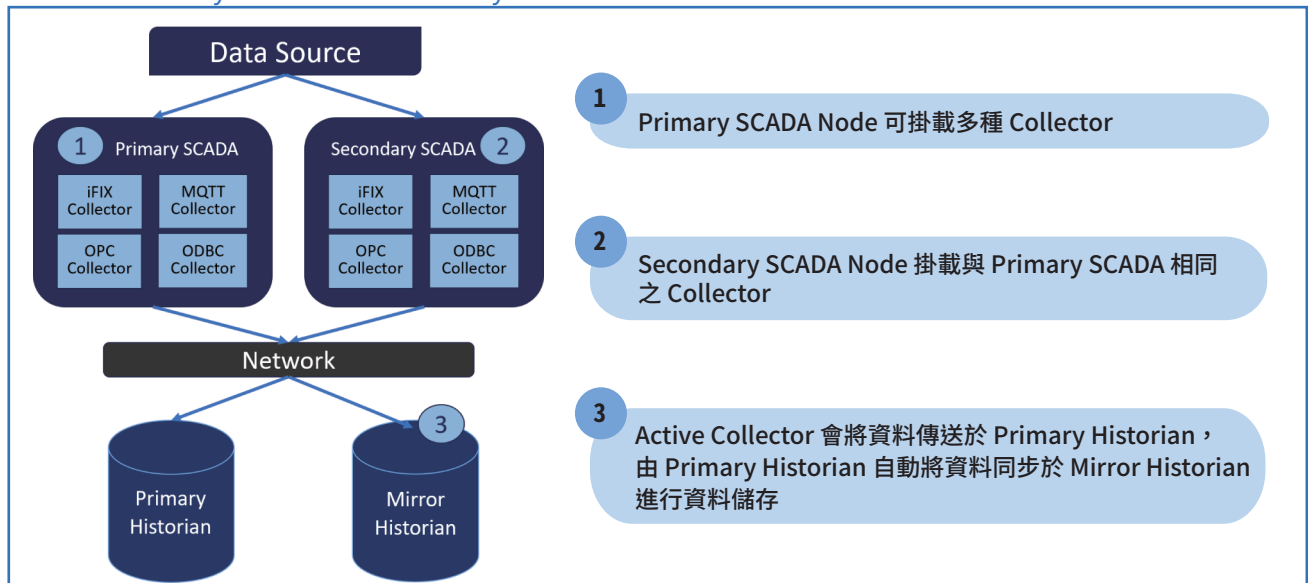 Data Source
1
Primary SCADA
iFIX
Collector
MQTT
Collector
OPC
Collector
ODBC
Collector
Secondary SCADA
2
iFIX
Collector
MQTT
Collector
OPC
Collector
ODBC
Collector
Network
Primary
Historian
3
Mirror
Historian
1
Primary SCADA Node 可掛載多種 Collector
2
Secondary SCADA Node 掛載與 Primary SCADA 相同
之 Collector
3
Active Collector 會將資料傳送於 Primary Historian，
由 Primary Historian 自動將資料同步於 Mirror Historian
進行資料儲存